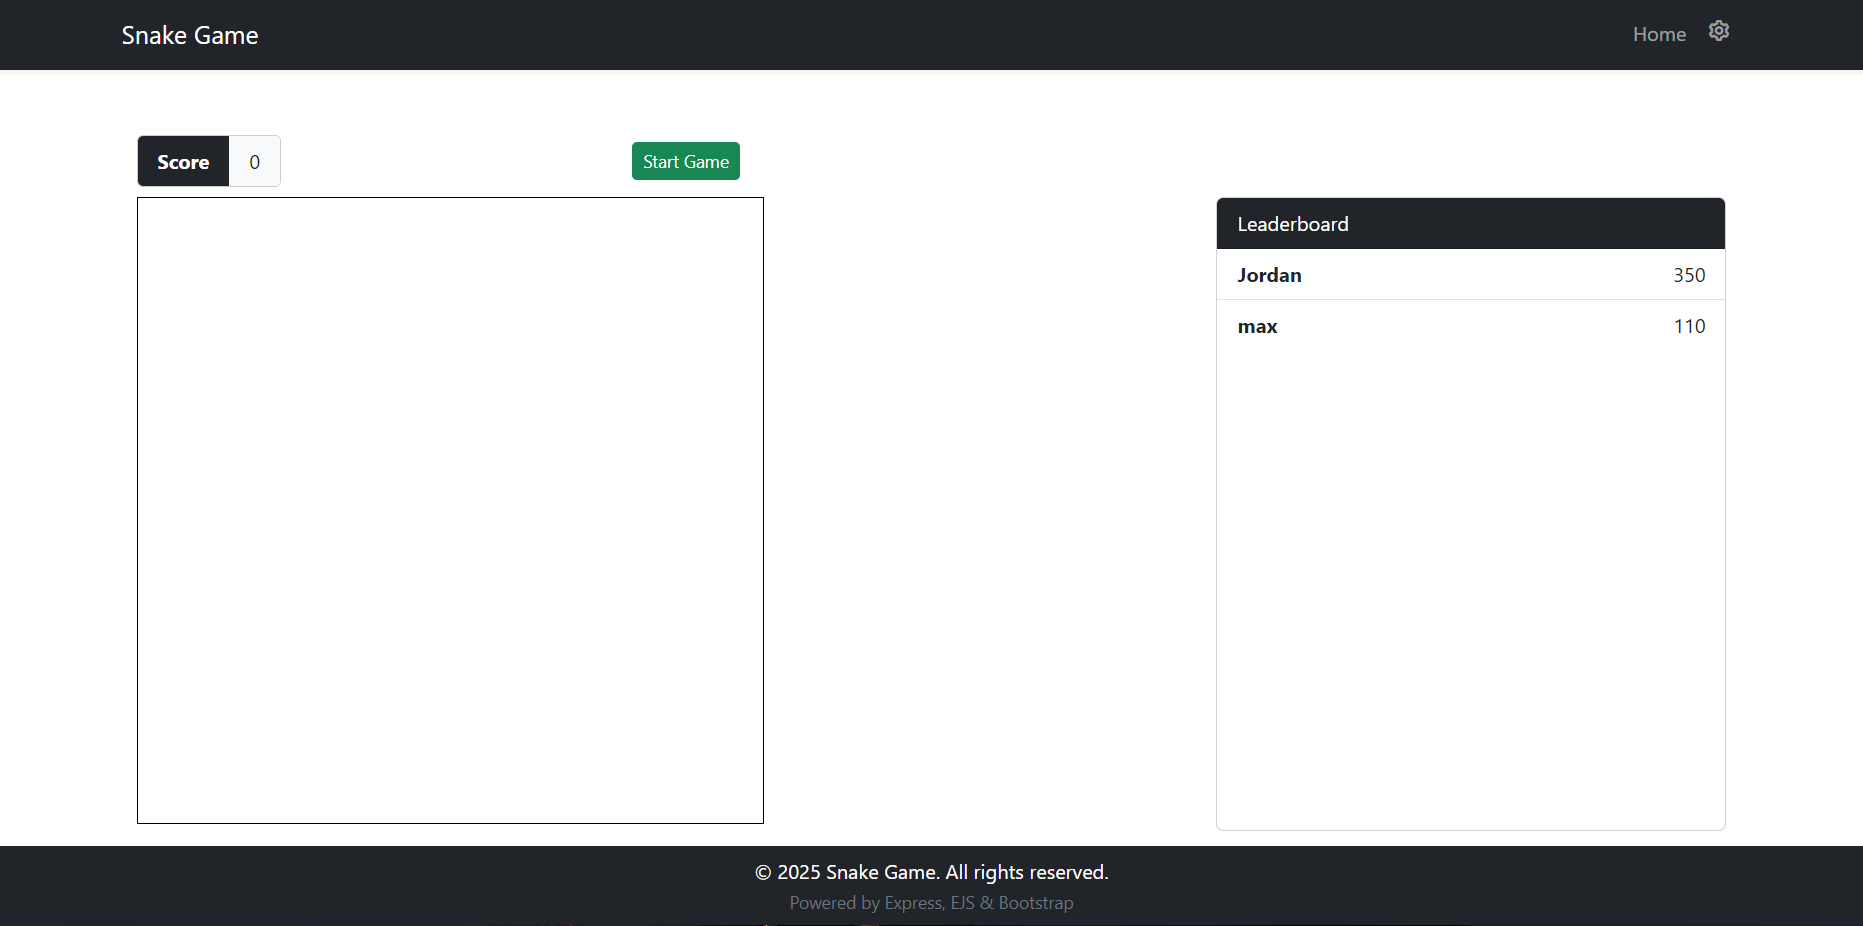 Snake Game
Home
Score 0
Start Game
Leaderboard
Jordan 350
max 110
© 2025 Snake Game. All rights reserved.
Powered by Express, EJS & Bootstrap